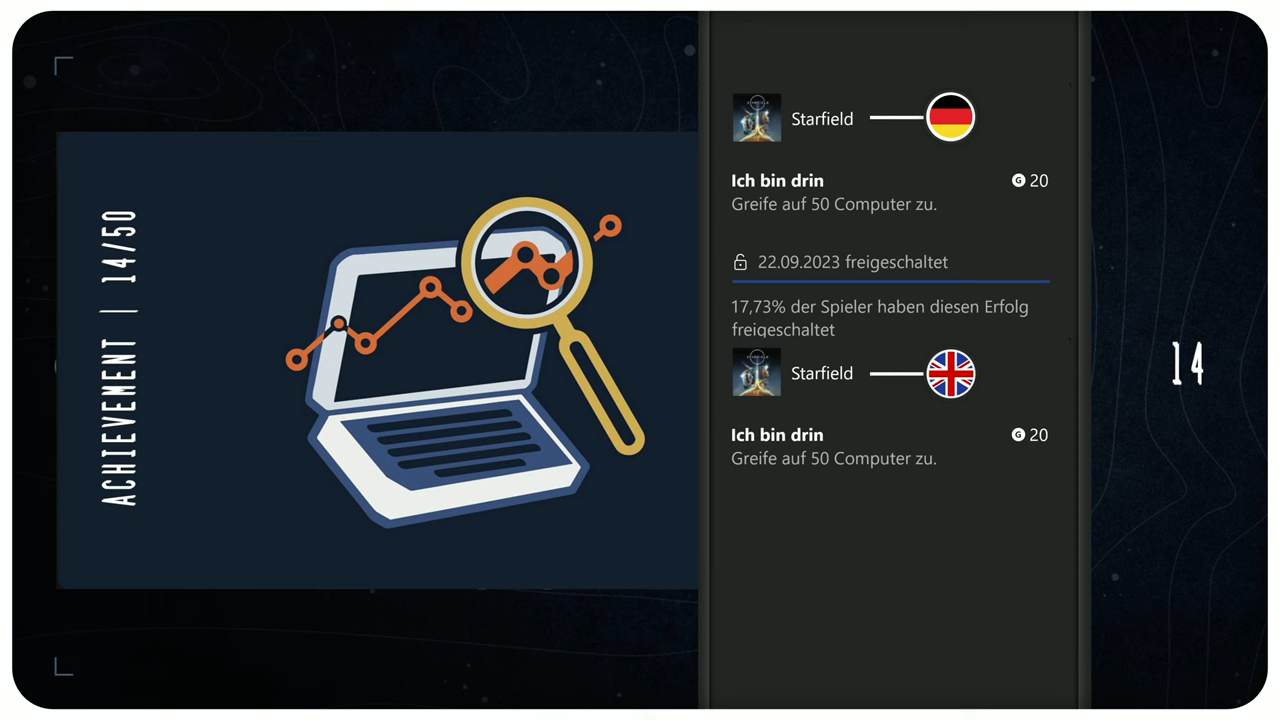 ACHIEVEMENT | 14/50
Starfield
Ich bin drin
G 20
Greife auf 50 Computer zu.
22.09.2023 freigeschaltet
17,73% der Spieler haben diesen Erfolg
freigeschaltet
Starfield
Ich bin drin
G 20
Greife auf 50 Computer zu.
14